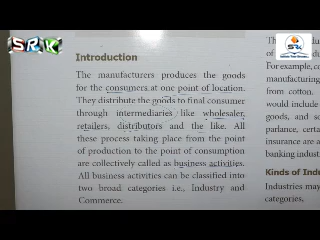 SRK
SRK
Introduction
The manufacturers produces the goods
for the consumers at one point of location.
They distribute the goods to final consumer
through intermediaries like wholesaler,
retailers, distributors and the like. All
these process taking place from the point
of production to the point of consumption
are collectively called as business activities.
All business activities can be classified into
two broad categories i.e., Industry and
Commerce.
of
For example, c
manufacturing
from cotton.
would include
goods, and s
parlance, certa
insurance are a
banking indust
Kinds of Indu
Industries may
categories,